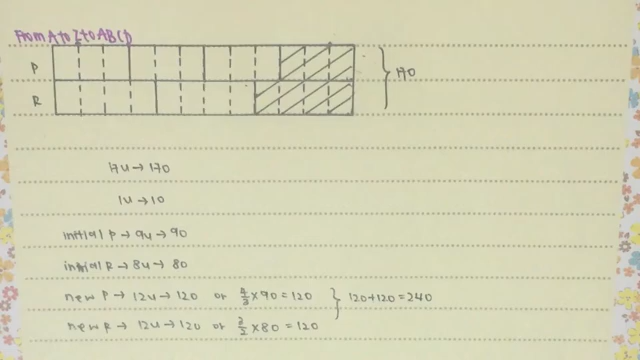 From A to Z to ABCD
P
170
R
17u → 170
1u → 10
initial P → 9u → 90
initial R → 8u → 80
new P → 12u → 120 or 4/3 × 90 = 120
120 + 120 = 240
new R → 12u → 120 or 3/2 × 80 = 120